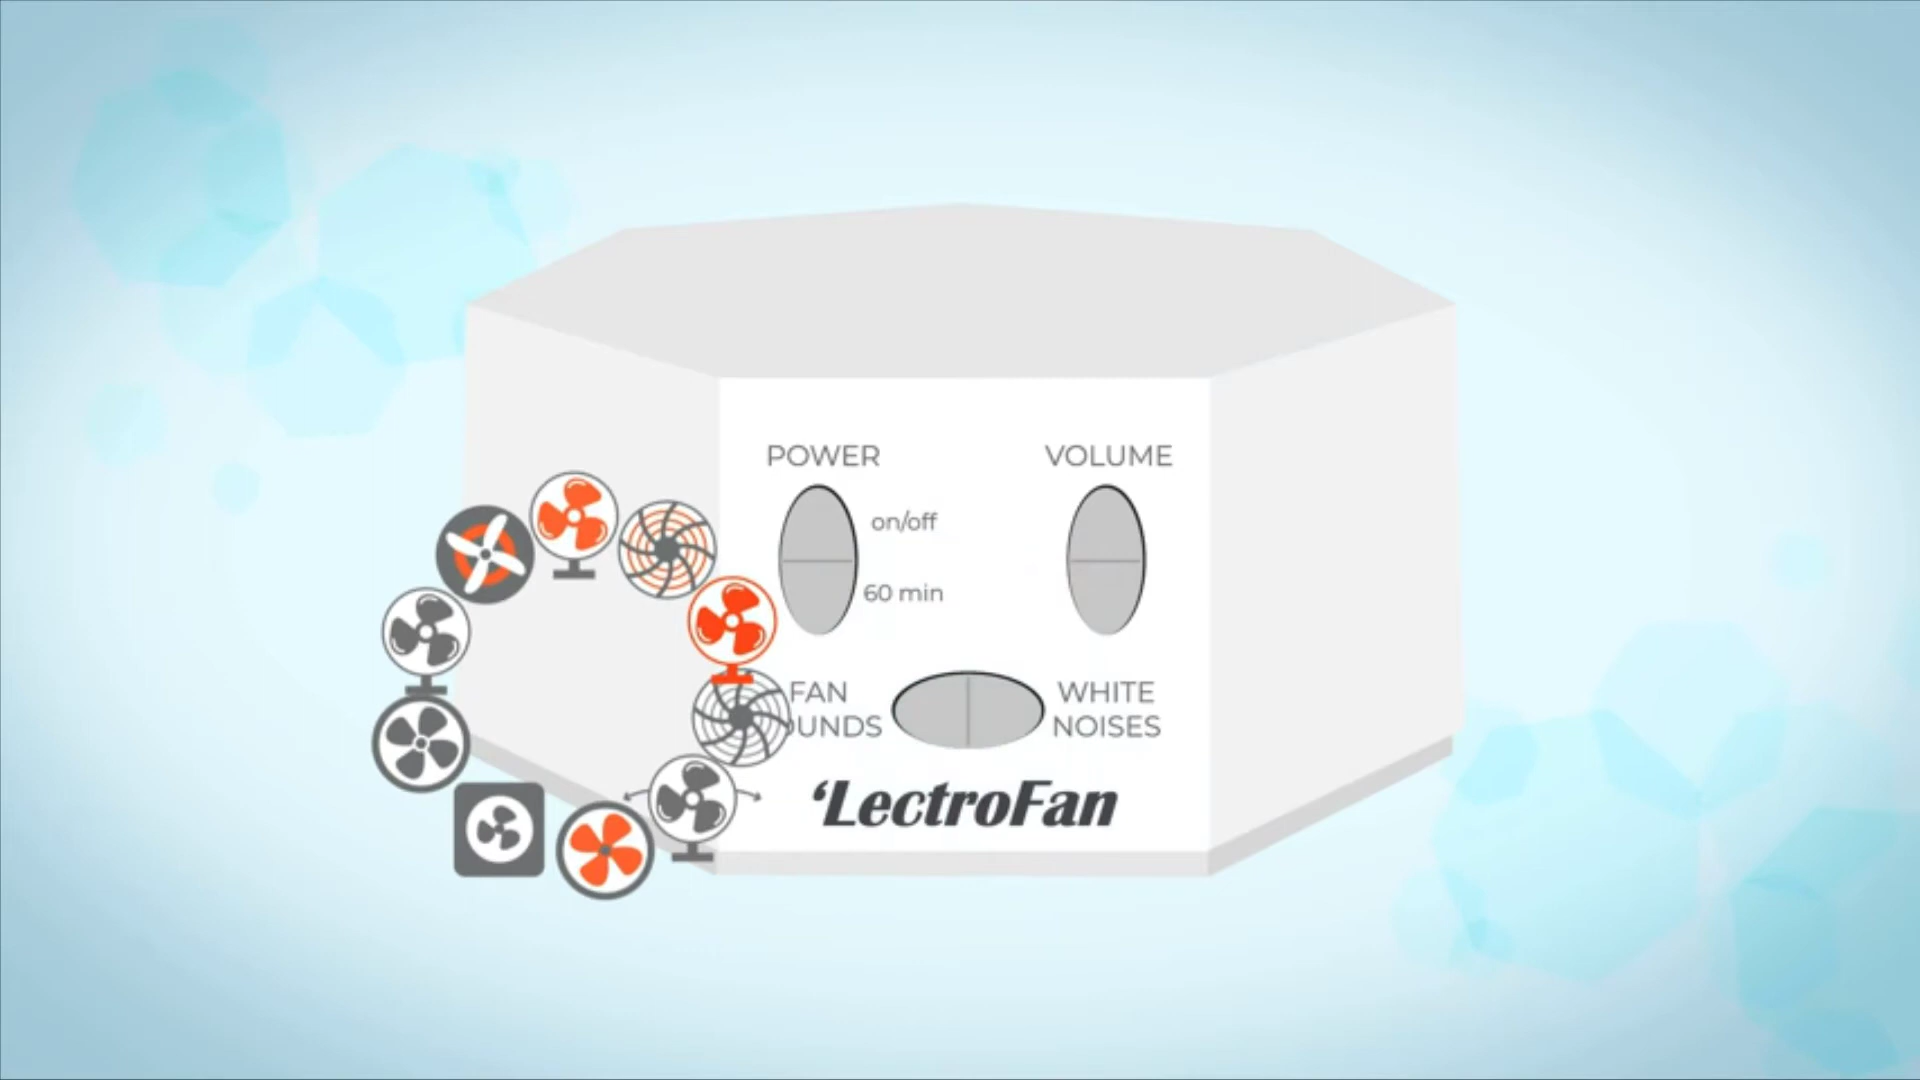 POWER
VOLUME
on/off
60 min
FAN
WHITE
NOISES
‘LectroFan